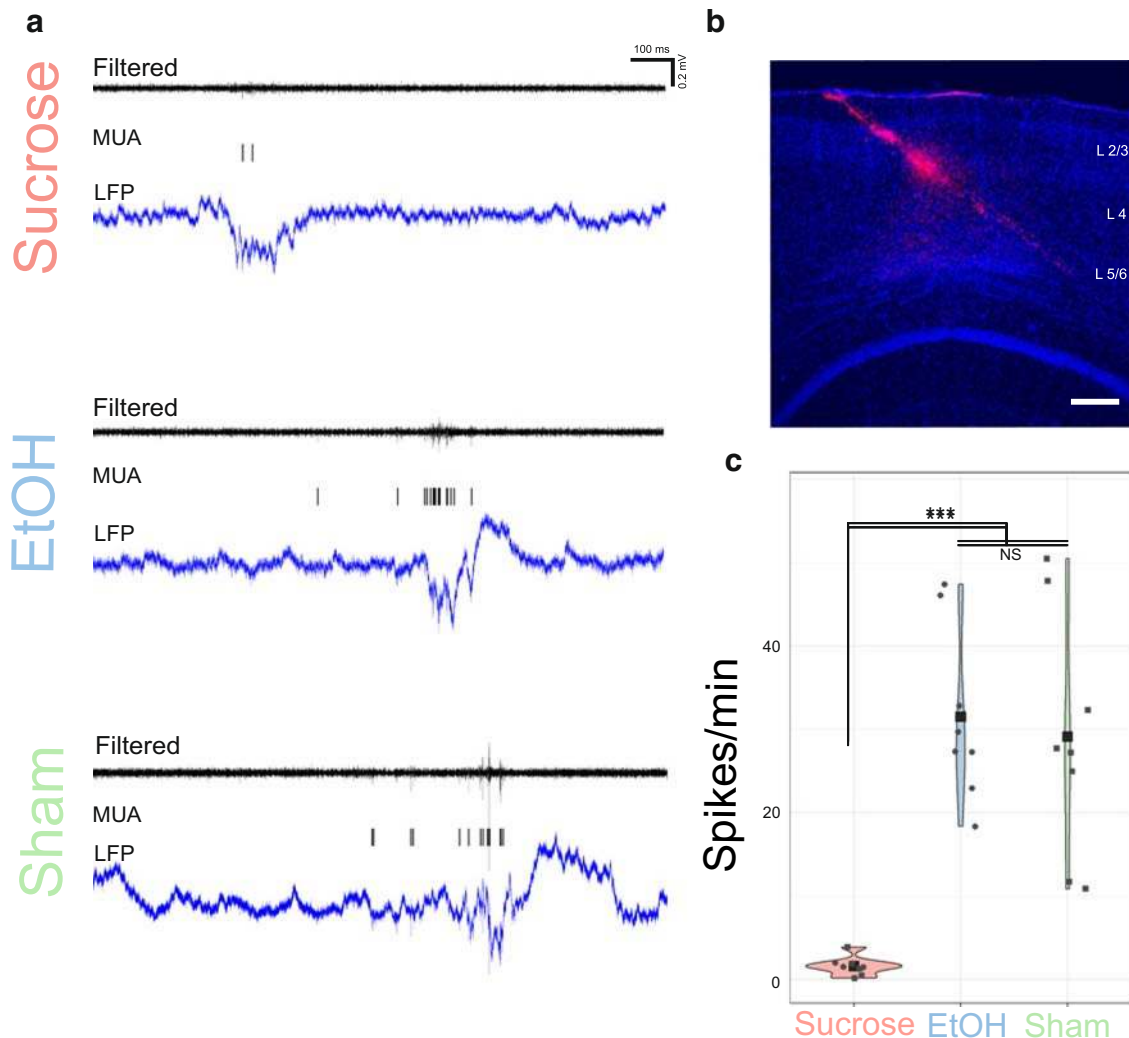 a
Sucrose
Filtered
100 ms
0.2 mV
MUA
LFP
EtOH
Filtered
MUA
LFP
Sham
Filtered
MUA
LFP
b
L 2/3
L 4
L 5/6
c
***
NS
Spikes/min
40
20
0
Sucrose EtOH Sham